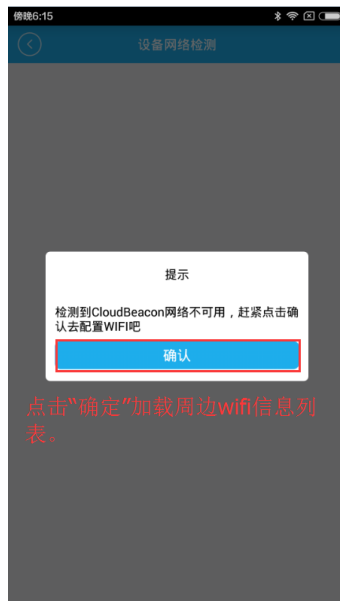 傍晚6:15
设备网络检测
提示
检测到CloudBeacon网络不可用，赶紧点击确
认去配置WIFI吧
确认
点击“确定”加载周边wifi信息列
表。